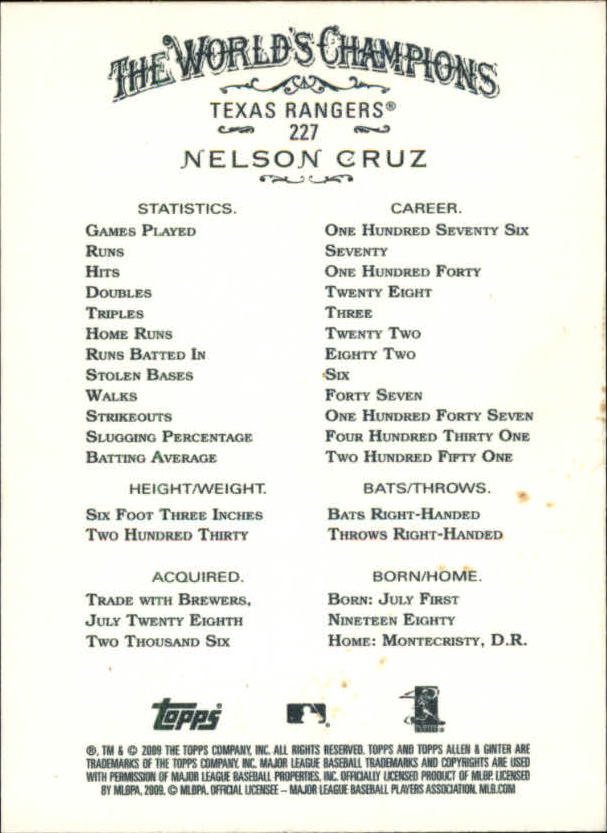 THE WORLD'S CHAMPIONS
TEXAS RANGERS®
227
NELSON CRUZ
STATISTICS. CAREER.
GAMES PLAYED ONE HUNDRED SEVENTY SIX
RUNS SEVENTY
HITS ONE HUNDRED FORTY
DOUBLES TWENTY EIGHT
TRIPLES THREE
HOME RUNS TWENTY TWO
RUNS BATTED IN EIGHTY TWO
STOLEN BASES SIX
WALKS FORTY SEVEN
STRIKEOUTS ONE HUNDRED FORTY SEVEN
SLUGGING PERCENTAGE FOUR HUNDRED THIRTY ONE
BATTING AVERAGE TWO HUNDRED FIFTY ONE
HEIGHT/WEIGHT. BATS/THROWS.
SIX FOOT THREE INCHES BATS RIGHT-HANDED
TWO HUNDRED THIRTY THROWS RIGHT-HANDED
ACQUIRED. BORN/HOME.
TRADE WITH BREWERS, BORN: JULY FIRST
JULY TWENTY EIGHTH NINETEEN EIGHTY
TWO THOUSAND SIX HOME: MONTECRISTY, D.R.
topps
®, TM & © 2009 THE TOPPS COMPANY, INC. ALL RIGHTS RESERVED. TOPPS AND TOPPS ALLEN & GINTER ARE
TRADEMARKS OF THE TOPPS COMPANY, INC. MAJOR LEAGUE BASEBALL TRADEMARKS AND COPYRIGHTS ARE USED
WITH PERMISSION OF MAJOR LEAGUE BASEBALL PROPERTIES, INC. OFFICIALLY LICENSED PRODUCT OF MLBP. LICENSED
BY MLBPA, 2009. © MLBPA. OFFICIAL LICENSEE – MAJOR LEAGUE BASEBALL PLAYERS ASSOCIATION. MLB.COM